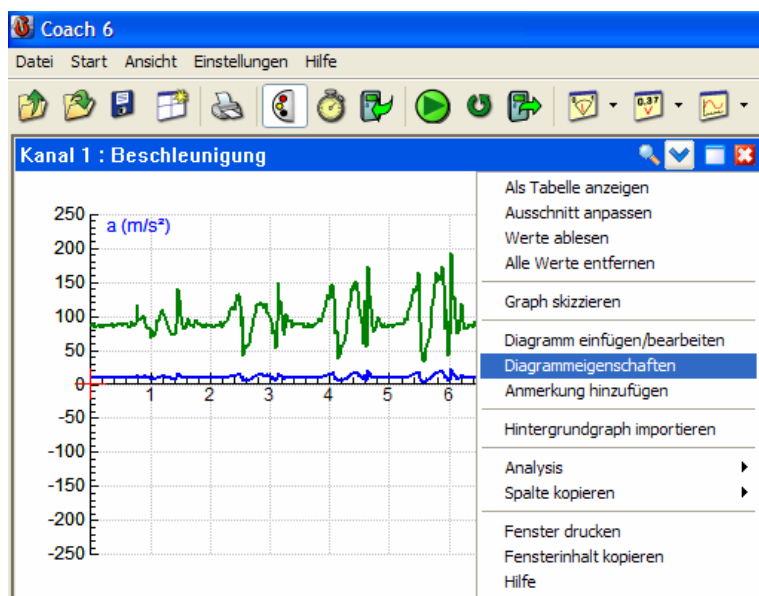 Coach 6
Datei Start Ansicht Einstellungen Hilfe
0.37
Kanal 1 : Beschleunigung
Als Tabelle anzeigen
Ausschnitt anpassen
Werte ablesen
Alle Werte entfernen
Graph skizzieren
Diagramm einfügen/bearbeiten
Diagrammeigenschaften
Anmerkung hinzufügen
Hintergrundgraph importieren
Analysis
Spalte kopieren
Fenster drucken
Fensterinhalt kopieren
Hilfe
a (m/s²)
250
200
150
100
50
0
1 2 3 4 5 6
-50
-100
-150
-200
-250